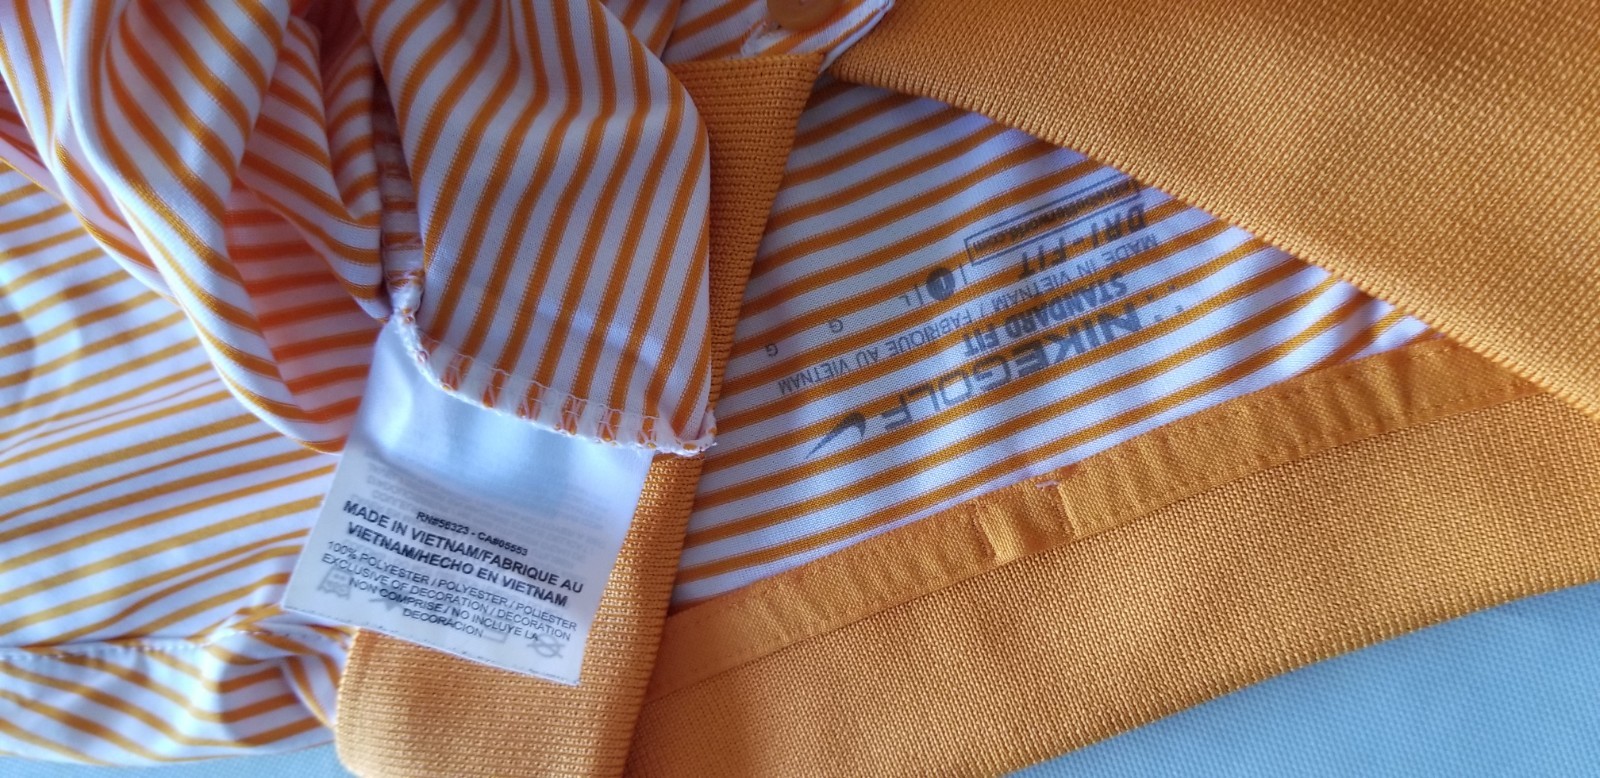 NIKEGOLF
STANDARD FIT
MADE IN VIETNAM / FABRIQUE AU VIETNAM
DRI-FIT
L | L
G
G
RN#56323 - CA#05553
MADE IN VIETNAM/FABRIQUE AU
VIETNAM/HECHO EN VIETNAM
100% POLYESTER / POLYESTER / POLIESTER
EXCLUSIVE OF DECORATION / DECORATION
NON COMPRISE / NO INCLUYE LA
DECORACION